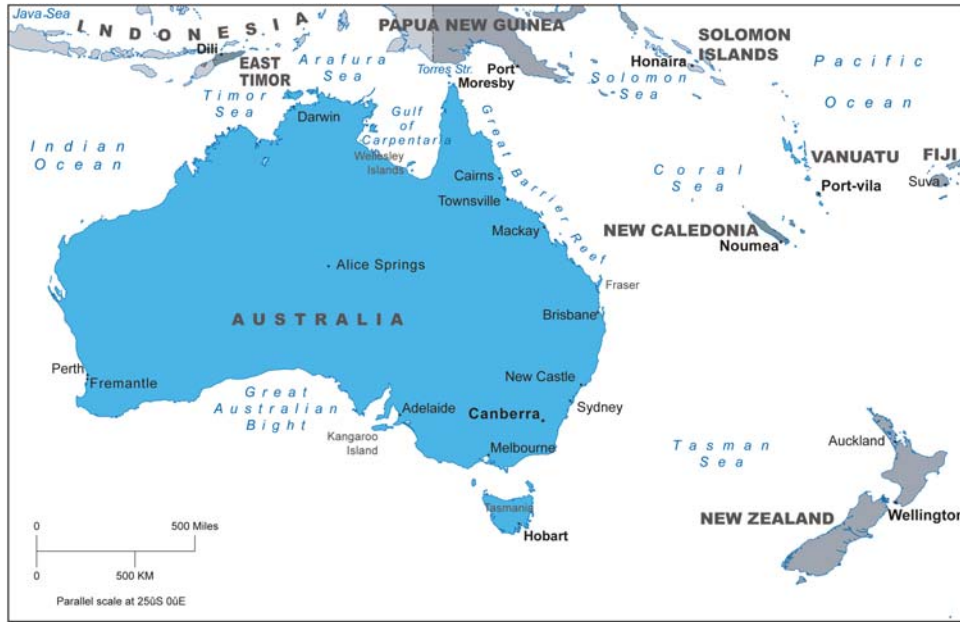 Java Sea
INDONESIA
PAPUA NEW GUINEA
SOLOMON
ISLANDS
Dili
EAST
TIMOR
Arafura
Sea
Torres Str.
Port
Moresby
Honaira
Solomon
Sea
Pacific
Ocean
Timor
Sea
Darwin
Gulf
of
Carpentaria
Wellesley
Islands
Great Barrier Reef
Indian
Ocean
Cairns
Townsville
Mackay
Coral
Sea
VANUATU
Port-vila
FIJI
Suva
NEW CALEDONIA
Noumea
Alice Springs
Fraser
AUSTRALIA
Brisbane
Perth
Fremantle
Great
Australian
Bight
New Castle
Adelaide
Canberra
Sydney
Kangaroo
Island
Melbourne
Tasman
Sea
Auckland
Tasmania
Hobart
NEW ZEALAND
Wellington
0
500 Miles
0
500 KM
Parallel scale at 25ûS 0ûE